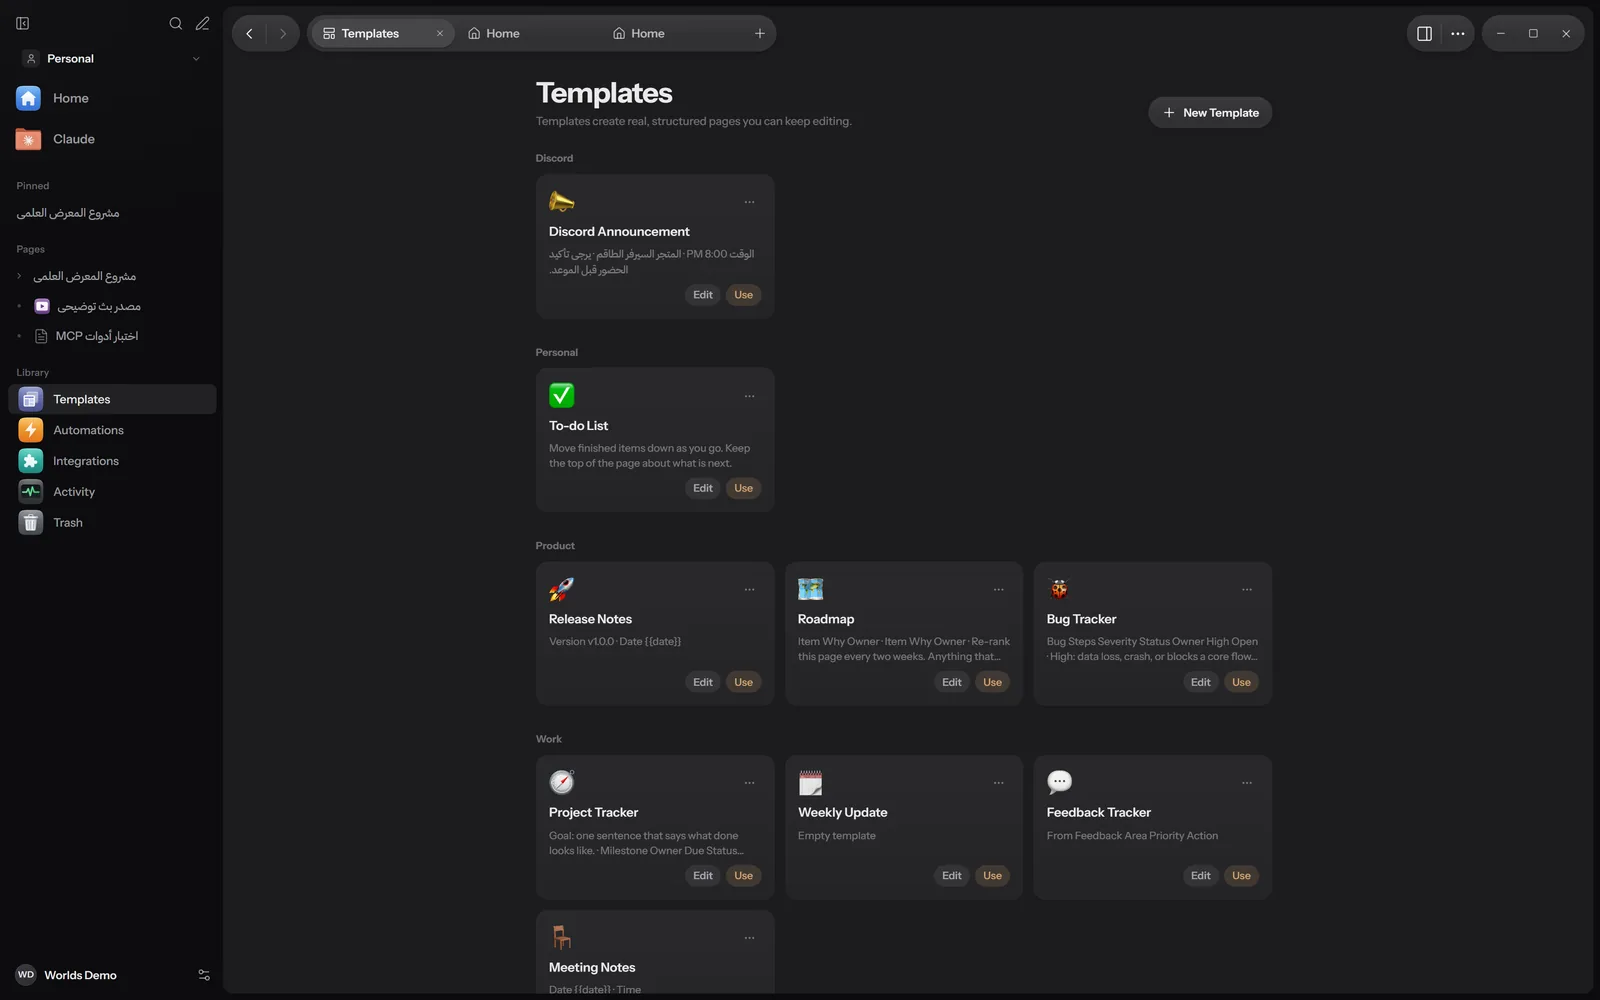 Personal
Home
Claude
Pinned
مشروع المعرض العلمي
Pages
مشروع المعرض العلمي
مصدر بث توضيحي
اختبار أدوات MCP
Library
Templates
Automations
Integrations
Activity
Trash
WD Worlds Demo
Templates
Home
Home
Templates
Templates create real, structured pages you can keep editing.
New Template
Discord
Discord Announcement
الوقت 8:00 PM · المتجر السيرفر الطاقم · يرجى تأكيد
الحضور قبل الموعد.
Edit Use
Personal
To-do List
Move finished items down as you go. Keep
the top of the page about what is next.
Edit Use
Product
Release Notes
Version v1.0.0 · Date {{date}}
Edit Use
Roadmap
Item Why Owner · Item Why Owner · Re-rank
this page every two weeks. Anything that...
Edit Use
Bug Tracker
Bug Steps Severity Status Owner High Open
· High: data loss, crash, or blocks a core flow...
Edit Use
Work
Project Tracker
Goal: one sentence that says what done
looks like. · Milestone Owner Due Status...
Edit Use
Weekly Update
Empty template
Edit Use
Feedback Tracker
From Feedback Area Priority Action
Edit Use
Meeting Notes
Date {{date}} · Time